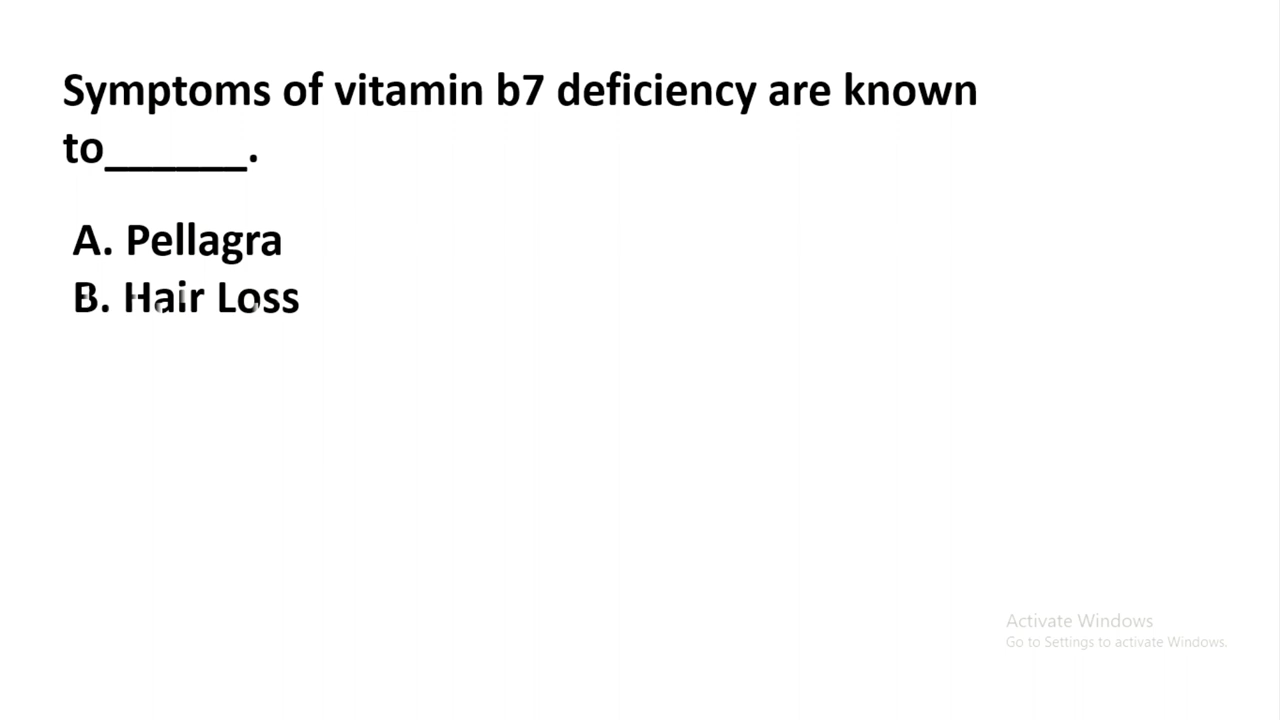 Symptoms of vitamin b7 deficiency are known
to______.
A. Pellagra
B. Hair Loss
Activate Windows
Go to Settings to activate Windows.